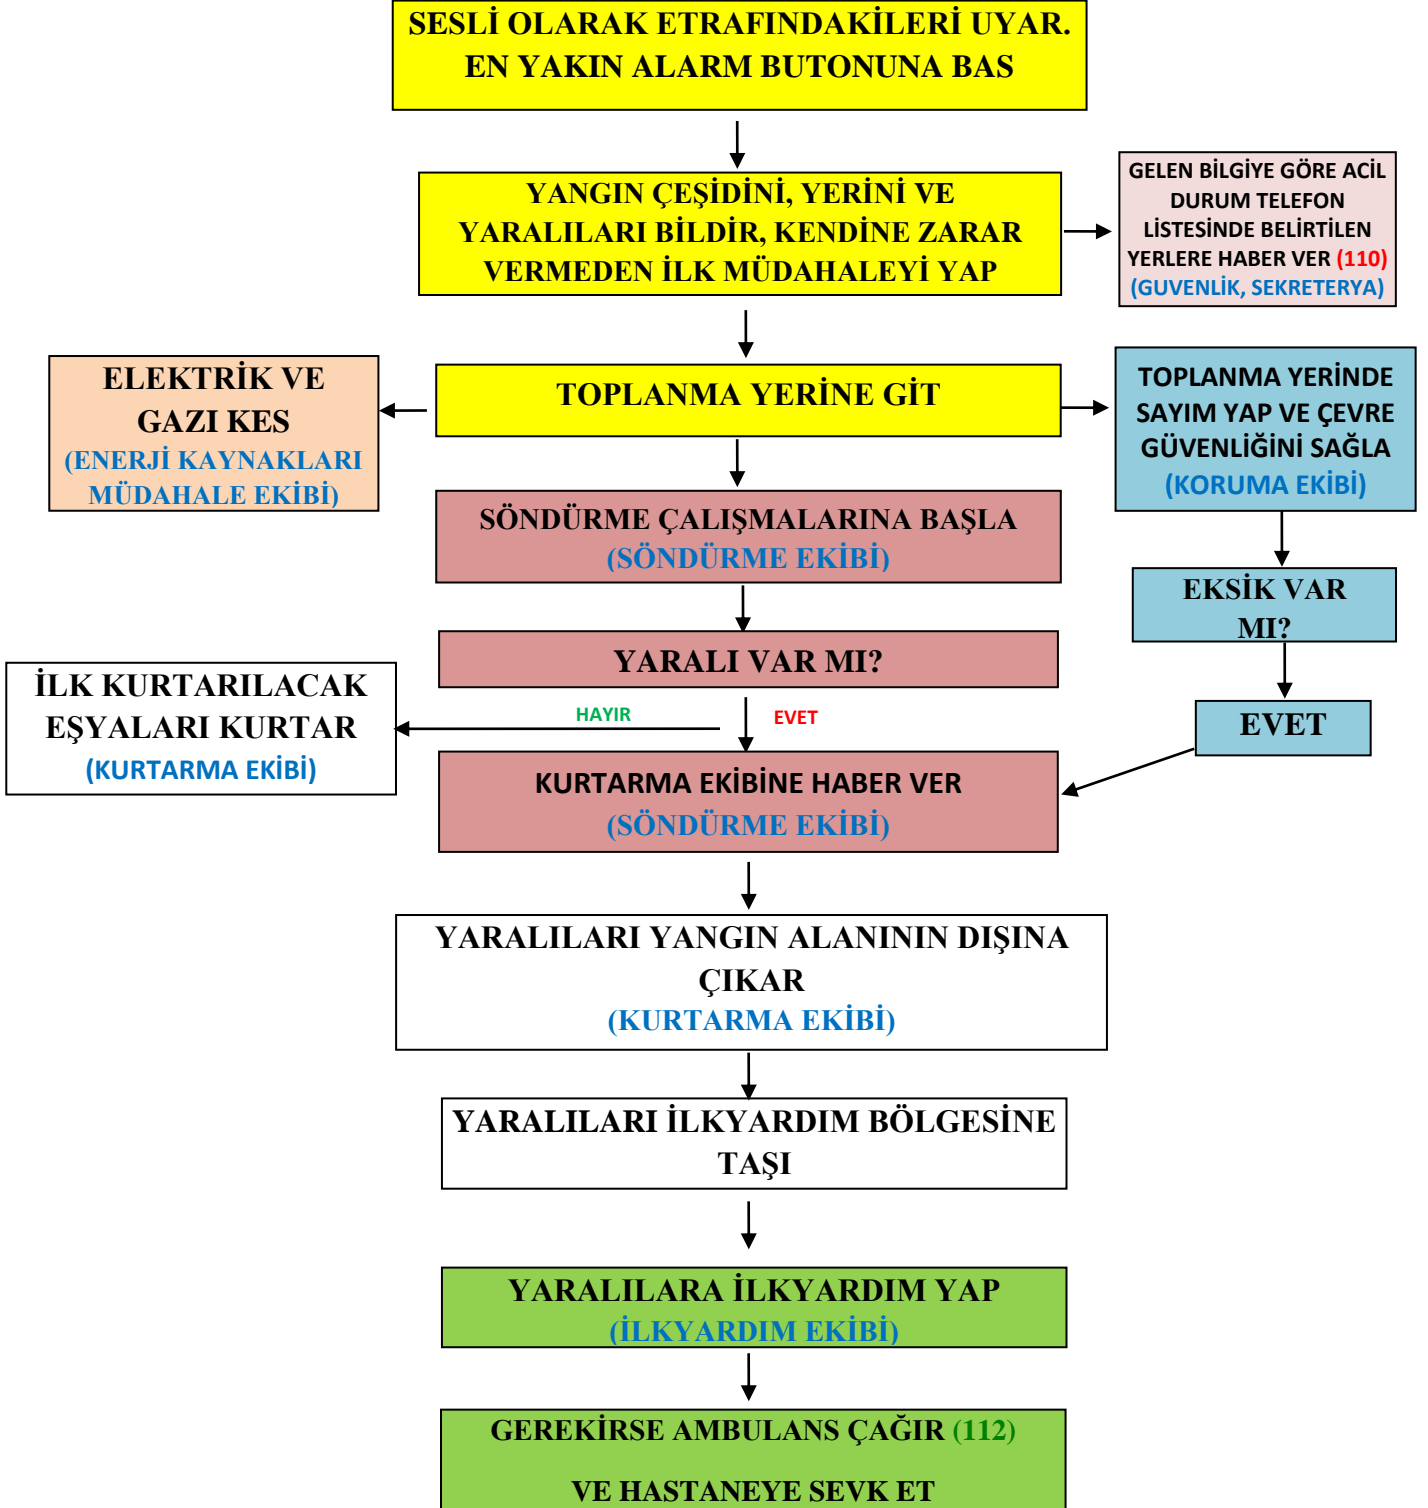 SESLİ OLARAK ETRAFINDAKİLERİ UYAR.
EN YAKIN ALARM BUTONUNA BAS
YANGIN ÇEŞİDİNİ, YERİNİ VE
YARALILARI BİLDİR, KENDİNE ZARAR
VERMEDEN İLK MÜDAHALEYİ YAP
GELEN BİLGİYE GÖRE ACİL
DURUM TELEFON
LİSTESİNDE BELİRTİLEN
YERLERE HABER VER (110)
(GUVENLİK, SEKRETERYA)
ELEKTRİK VE
GAZI KES
(ENERJİ KAYNAKLARI
MÜDAHALE EKİBİ)
TOPLANMA YERİNE GİT
TOPLANMA YERİNDE
SAYIM YAP VE ÇEVRE
GÜVENLİĞİNİ SAĞLA
(KORUMA EKİBİ)
SÖNDÜRME ÇALIŞMALARINA BAŞLA
(SÖNDÜRME EKİBİ)
EKSİK VAR
MI?
YARALI VAR MI?
İLK KURTARILACAK
EŞYALARI KURTAR
(KURTARMA EKİBİ)
HAYIR
EVET
EVET
KURTARMA EKİBİNE HABER VER
(SÖNDÜRME EKİBİ)
YARALILARI YANGIN ALANININ DIŞINA
ÇIKAR
(KURTARMA EKİBİ)
YARALILARI İLKYARDIM BÖLGESİNE
TAŞI
YARALILARA İLKYARDIM YAP
(İLKYARDIM EKİBİ)
GEREKİRSE AMBULANS ÇAĞIR (112)
VE HASTANEYE SEVK ET